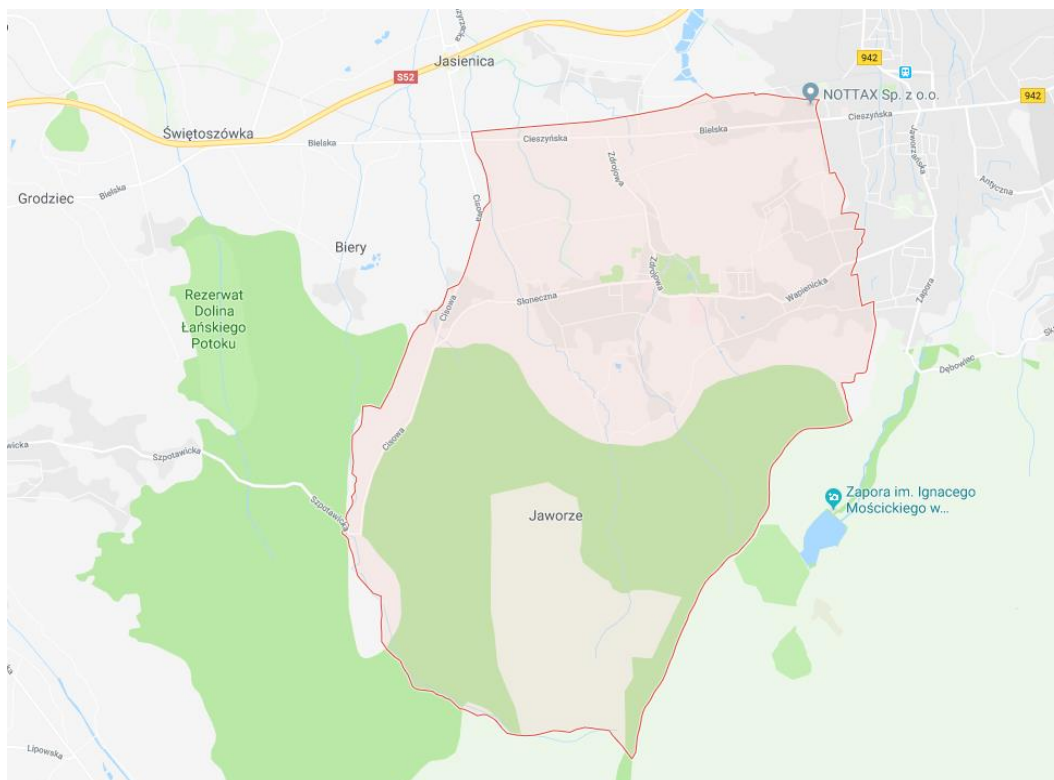 Jasienica
S52
942
NOTTAX Sp. z o.o.
942
Cieszyńska
Bielska
Świętoszówka
Bielska
Cieszyńska
Jaworzańska
Zdrojowa
Antyczna
Bielska
Grodziec
Cisowa
Biery
Zdrojowa
Wapienicka
Zapora
Rezerwat
Dolina
Łańskiego
Potoku
Słoneczna
Cisowa
Dębowiec
Cisowa
Szpotawicka
Szpotawicka
Zapora im. Ignacego
Mościckiego w...
Jaworze
Lipowska